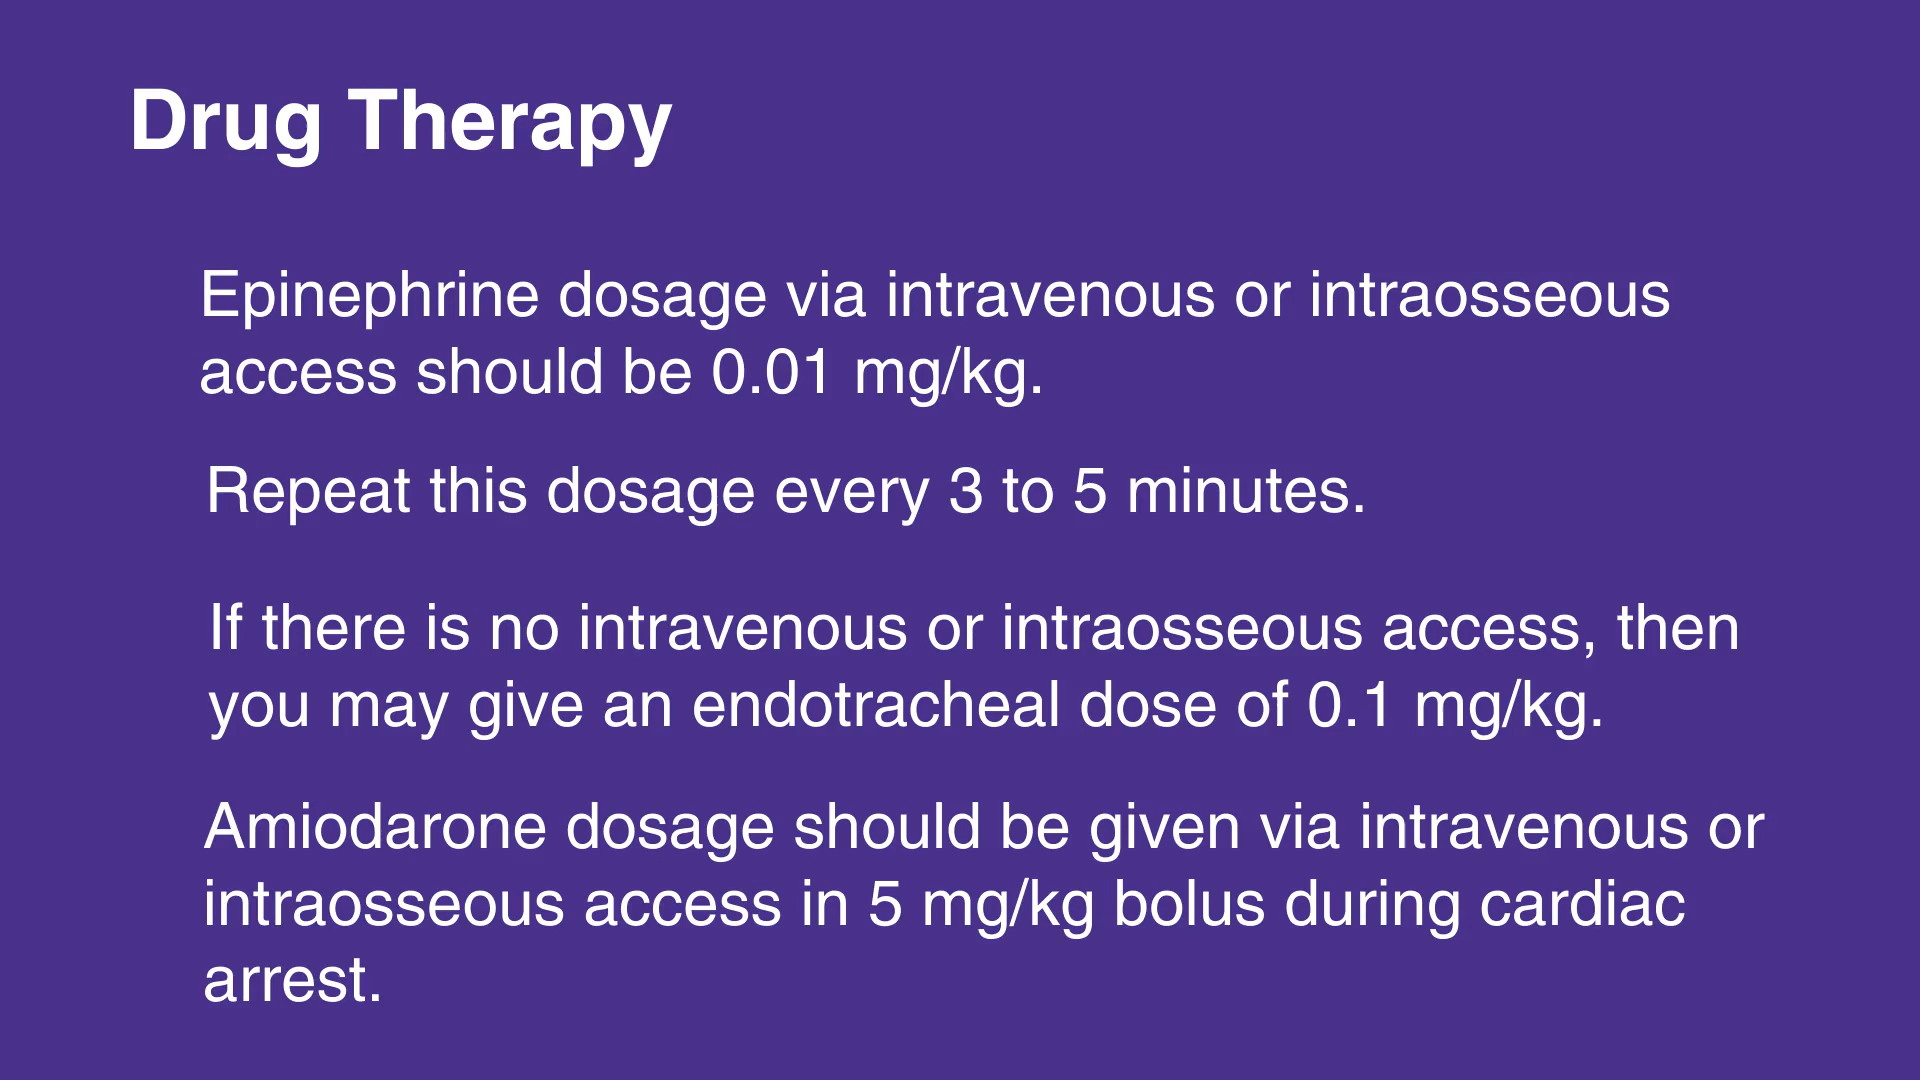 Drug Therapy
Epinephrine dosage via intravenous or intraosseous
access should be 0.01 mg/kg.
Repeat this dosage every 3 to 5 minutes.
If there is no intravenous or intraosseous access, then
you may give an endotracheal dose of 0.1 mg/kg.
Amiodarone dosage should be given via intravenous or
intraosseous access in 5 mg/kg bolus during cardiac
arrest.